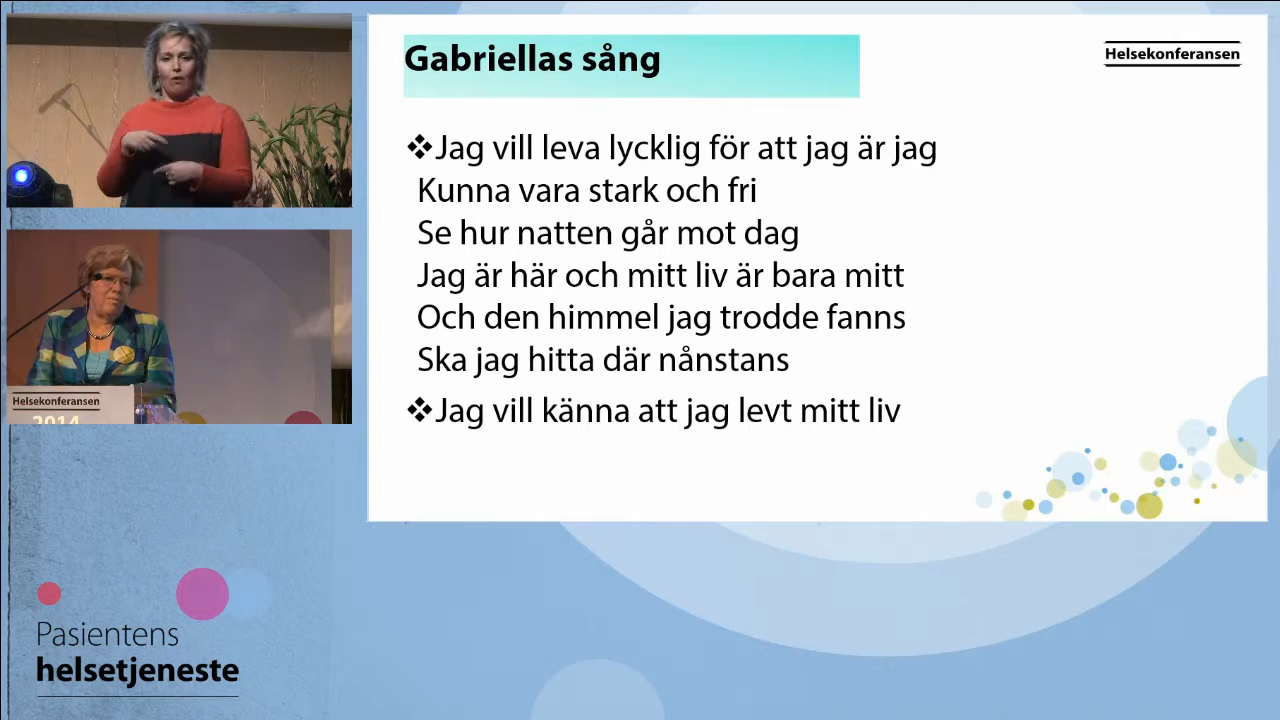 Gabriellas sång
Helsekonferansen
❖Jag vill leva lycklig för att jag är jag
Kunna vara stark och fri
Se hur natten går mot dag
Jag är här och mitt liv är bara mitt
Och den himmel jag trodde fanns
Ska jag hitta där nånstans
❖Jag vill känna att jag levt mitt liv
Helsekonferansen
2014
Pasientens
helsetjeneste